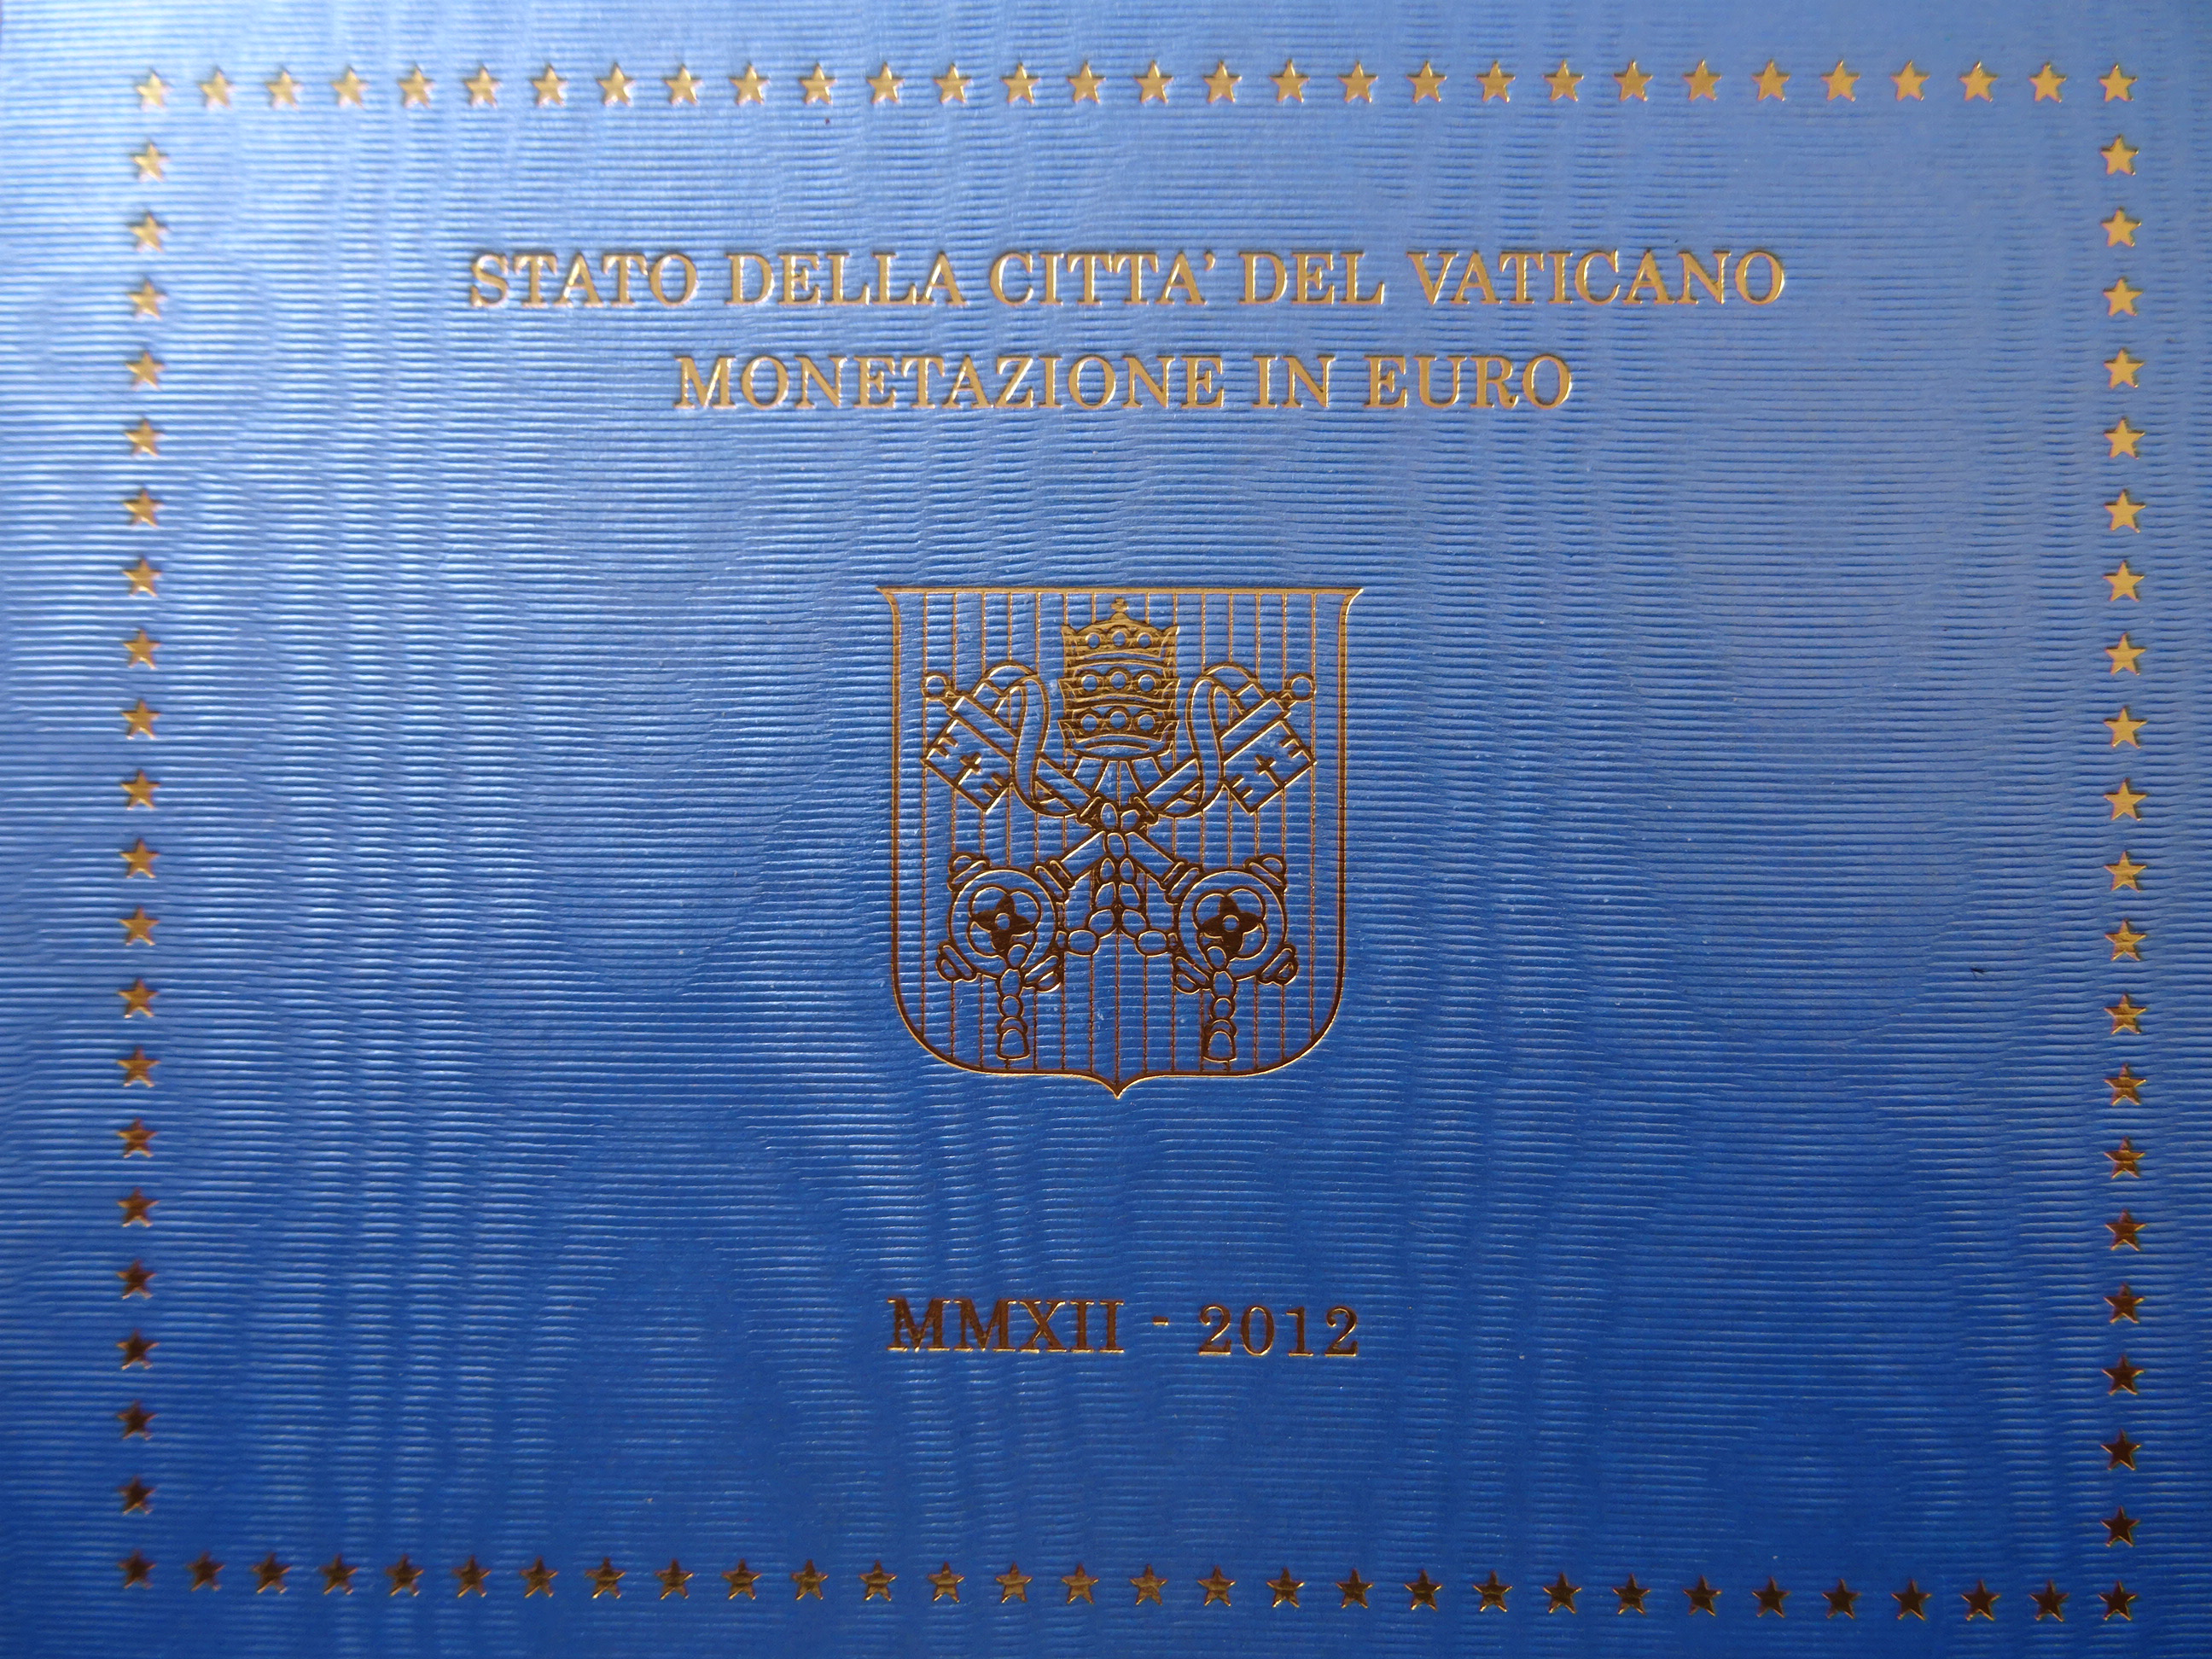 STATO DELLA CITTA' DEL VATICANO
MONETAZIONE IN EURO
MMXII - 2012